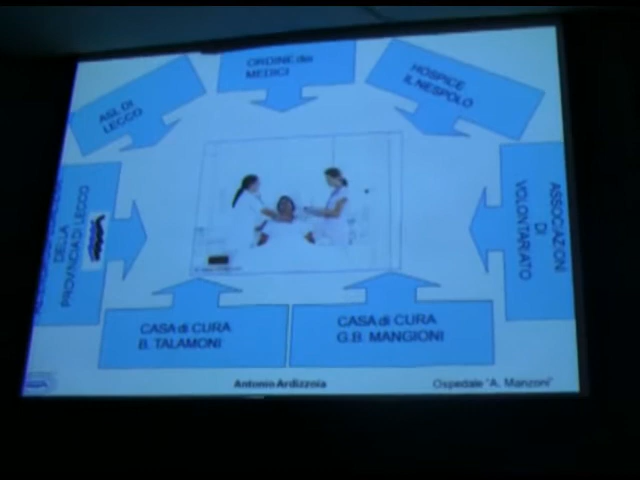 ORDINE dei
MEDICI
ASL DI
LECCO
HOSPICE
IL NESPOLO
DELLA
PROVINCIA DI LECCO
ASSOCIAZIONI
DI
VOLONTARIATO
CASA di CURA
B. TALAMONI
CASA di CURA
G.B. MANGIONI
Antonio Ardizzoia
Ospedale "A. Manzoni"